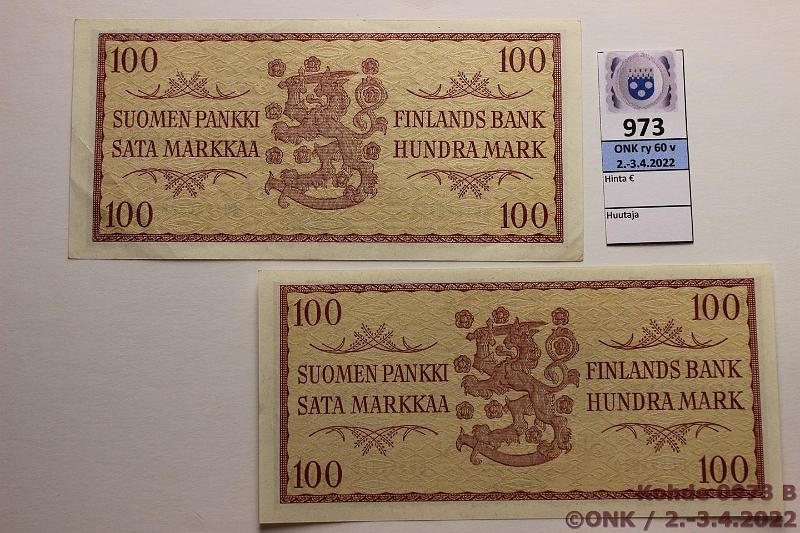 100
100
SUOMEN PANKKI
FINLANDS BANK
SATA MARKKAA
HUNDRA MARK
100
100
973
ONK ry 60 v
2.-3.4.2022
Hinta €
Huutaja
100
100
SUOMEN PANKKI
FINLANDS BANK
SATA MARKKAA
HUNDRA MARK
100
100
Kohde 0973 B
©ONK / 2.-3.4.2022